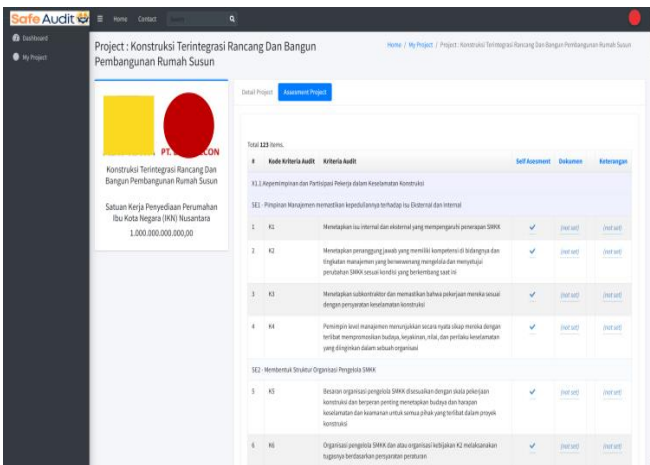 Safe Audit
Home Contact
Dashboard
My Project
Project : Konstruksi Terintegrasi Rancang Dan Bangun
Pembangunan Rumah Susun
Home / My Project / Project : Konstruksi Terintegrasi Rancang Dan Bangun Pembangunan Rumah Susun
PT.
CON
Konstruksi Terintegrasi Rancang Dan
Bangun Pembangunan Rumah Susun
Satuan Kerja Penyediaan Perumahan
Ibu Kota Negara (IKN) Nusantara
1.000.000.000.000,00
Detail Project Assesment Project
Total 123 items.
# Kode Kriteria Audit Kriteria Audit Self Assesment Dokumen Keterangan
X1.1 Kepemimpinan dan Partisipasi Pekerja dalam Keselamatan Konstruksi
SE1 - Pimpinan Manajemen memastikan kepeduliannya terhadap isu Eksternal dan Internal
1 K1 Menetapkan isu internal dan eksternal yang mempengaruhi penerapan SMKK (not set) (not set)
2 K2 Menetapkan penanggung jawab yang memiliki kompetensi di bidangnya dan
tingkatan manajemen yang berwewenang mengelola dan menyetujui
perubahan SMKK sesuai kondisi yang berkembang saat ini
(not set) (not set)
3 K3 Menetapkan subkontraktor dan memastikan bahwa pekerjaan mereka sesuai
dengan persyaratan keselamatan konstruksi
(not set) (not set)
4 K4 Pemimpin level manajemen menunjukkan secara nyata sikap mereka dengan
terlibat mempromosikan budaya, keyakinan, nilai, dan perilaku keselamatan
yang diinginkan dalam sebuah organisasi
(not set) (not set)
SE2 - Membentuk Struktur Organisasi Pengelola SMKK
5 K5 Besaran organisasi pengelola SMKK disesuaikan dengan skala pekerjaan
konstruksi dan berperan penting menetapkan budaya dan harapan
keselamatan dan keamanan untuk semua pihak yang terlibat dalam proyek
konstruksi
(not set) (not set)
6 K6 Organisasi pengelola SMKK dan atau organisasi kebijakan K2 melaksanakan
tugasnya berdasarkan persyaratan peraturan
(not set) (not set)